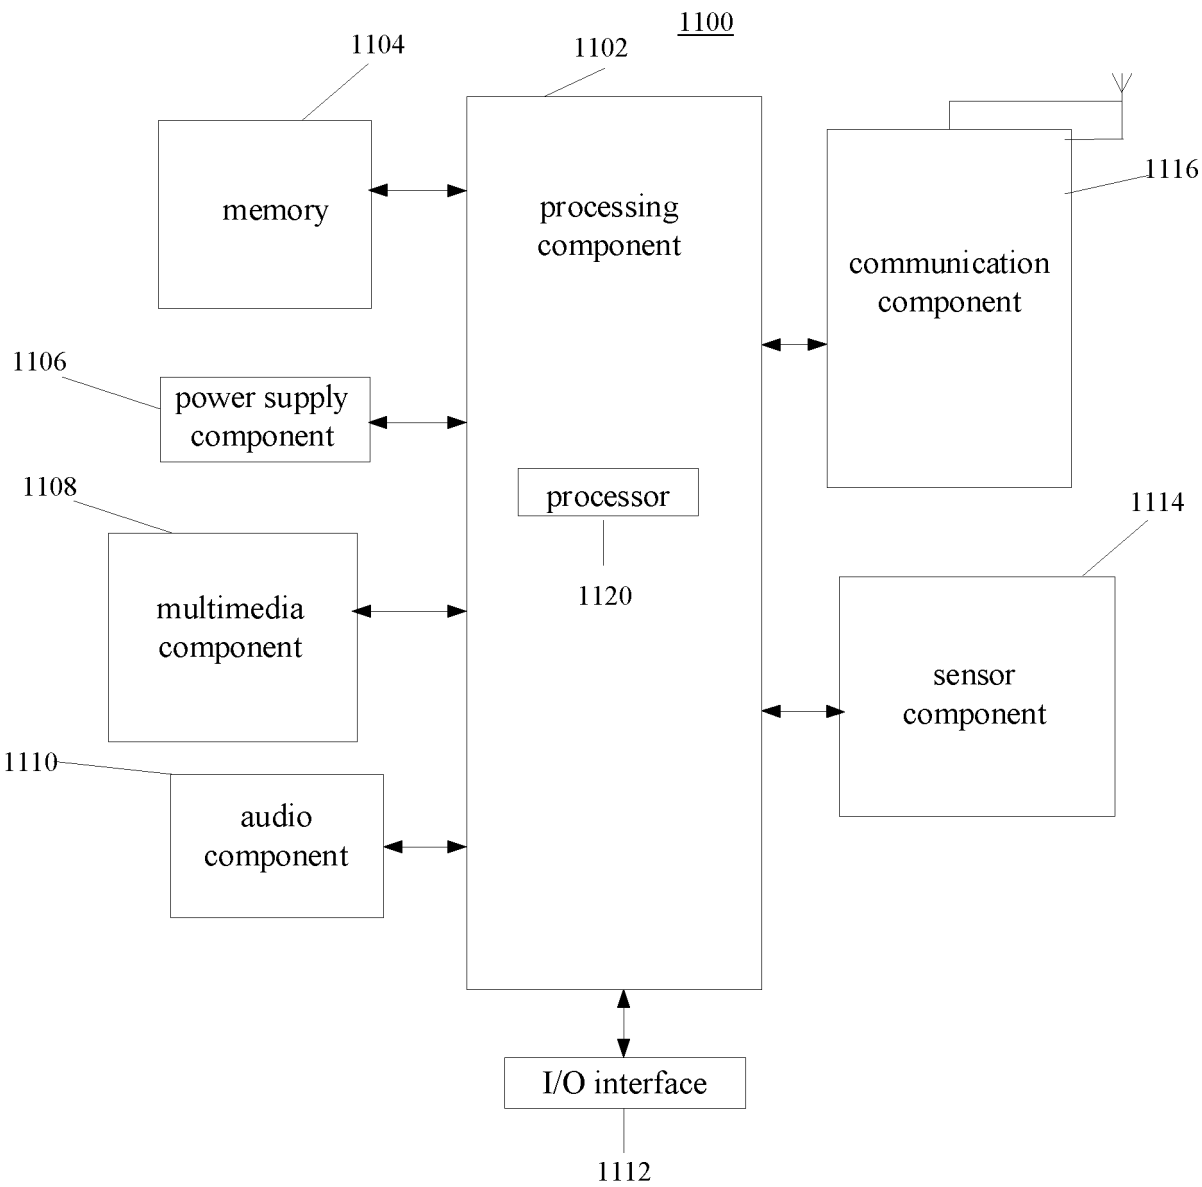 1100
1104
1102
memory
processing
component
1116
communication
component
1106
power supply
component
1108
processor
1114
1120
multimedia
component
sensor
component
1110
audio
component
I/O interface
1112